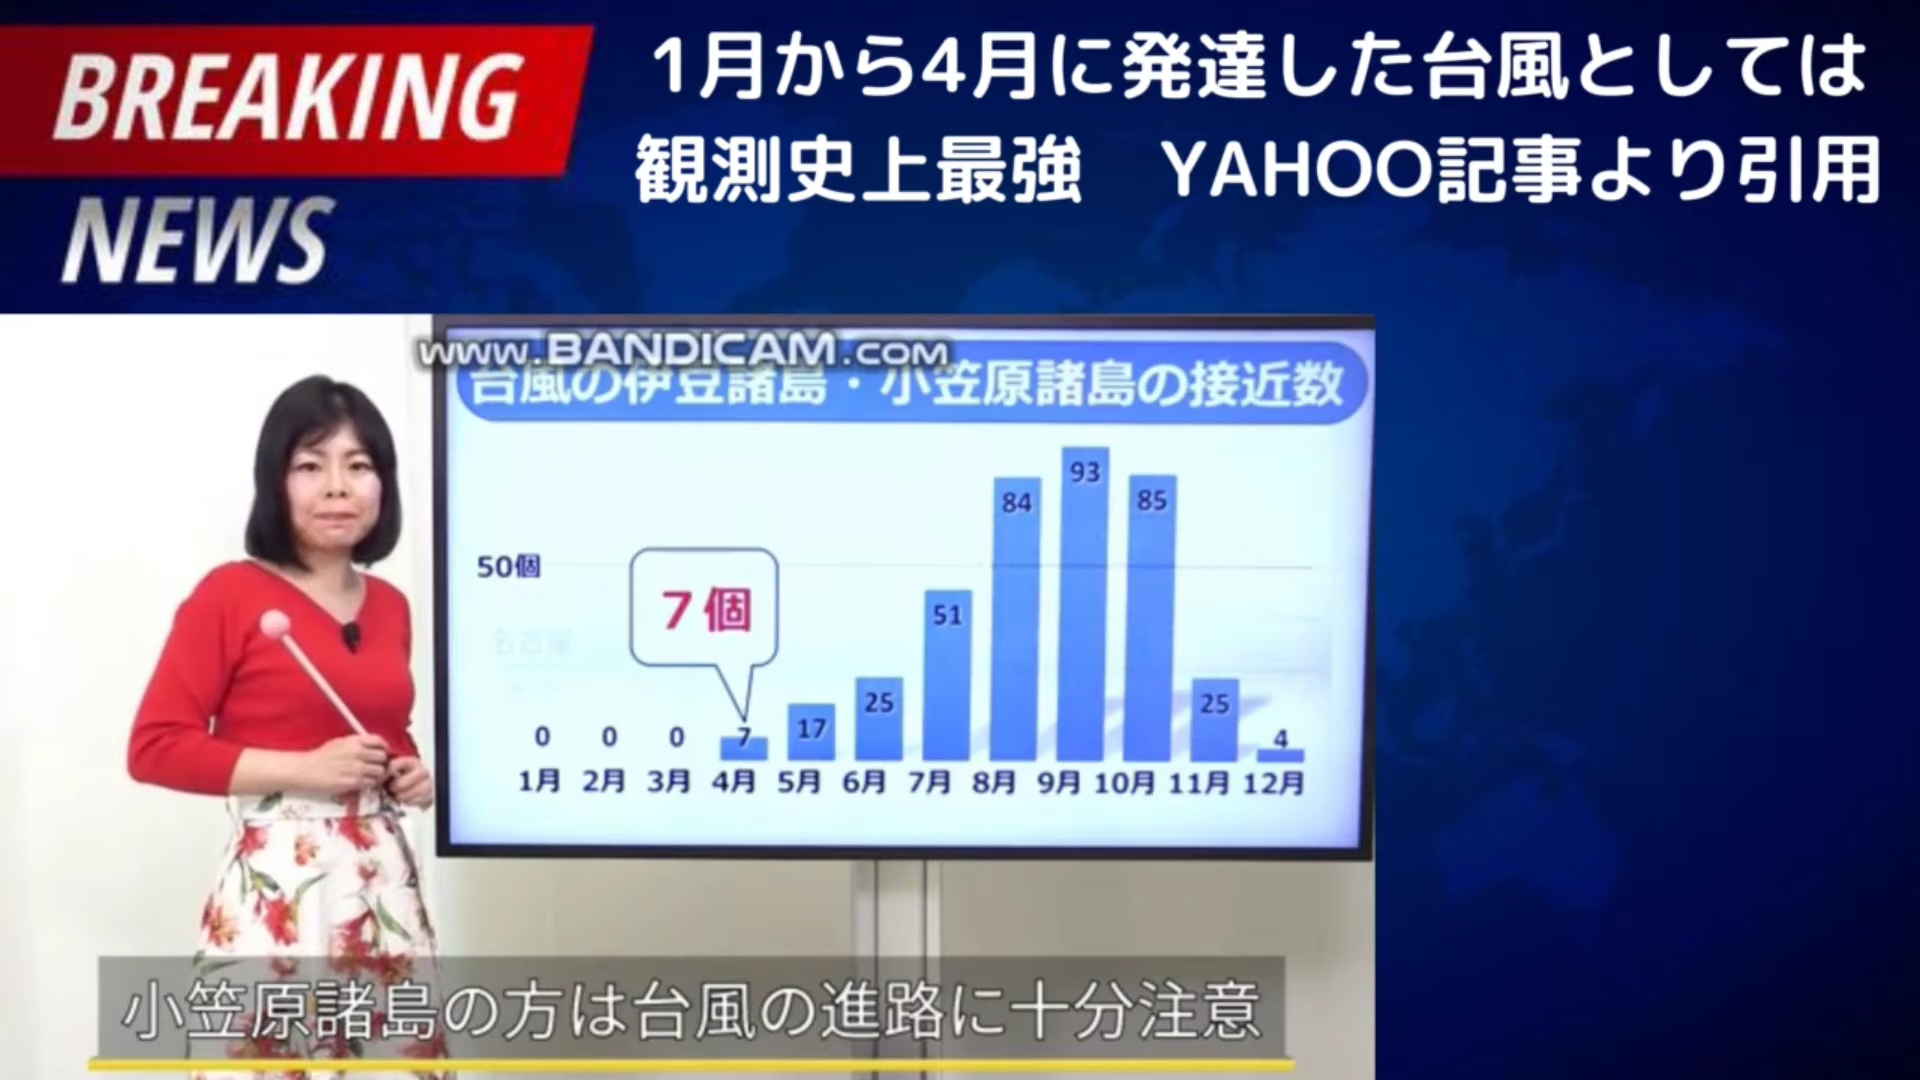 BREAKING
NEWS
1月から4月に発達した台風としては
観測史上最強　YAHOO記事より引用
www.BANDICAM.com
台風の伊豆諸島・小笠原諸島の接近数
50個
7個
0 0 0 7 17 25 51 84 93 85 25 4
1月 2月 3月 4月 5月 6月 7月 8月 9月 10月 11月 12月
小笠原諸島の方は台風の進路に十分注意